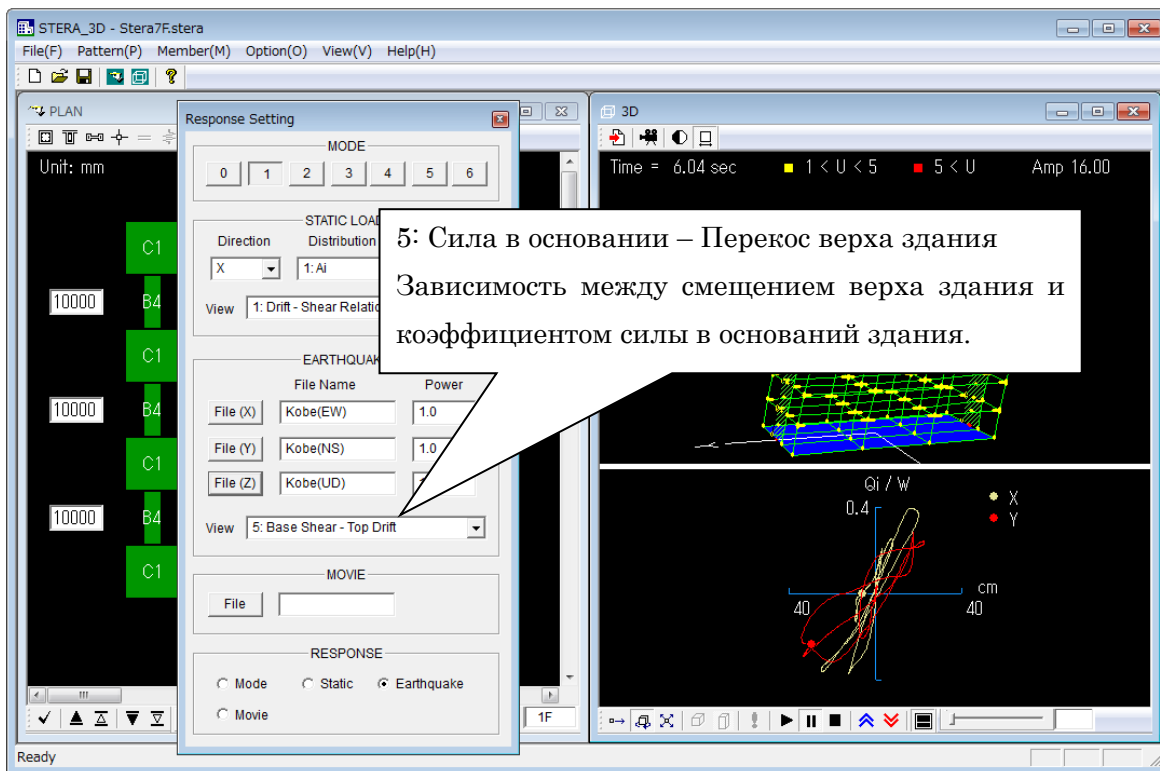 STERA_3D - Stera7F.stera
File(F) Pattern(P) Member(M) Option(O) View(V) Help(H)
PLAN
Unit: mm
C1
10000 B4
C1
10000 B4
C1
10000 B4
C1
1F
Response Setting
MODE
0 1 2 3 4 5 6
STATIC LOAD
Direction Distribution
X 1: Ai
View 1: Drift - Shear Relatio
EARTHQUAK
File Name Power
File (X) Kobe(EW) 1.0
File (Y) Kobe(NS) 1.0
File (Z) Kobe(UD)
View 5: Base Shear - Top Drift
MOVIE
File
RESPONSE
Mode Static Earthquake
Movie
5: Сила в основании – Перекос верха здания
Зависимость между смещением верха здания и
коэффициентом силы в оснований здания.
3D
Time = 6.04 sec 1 < U < 5 5 < U Amp 16.00
Qi / W
0.4
X
Y
cm
40 40
Ready